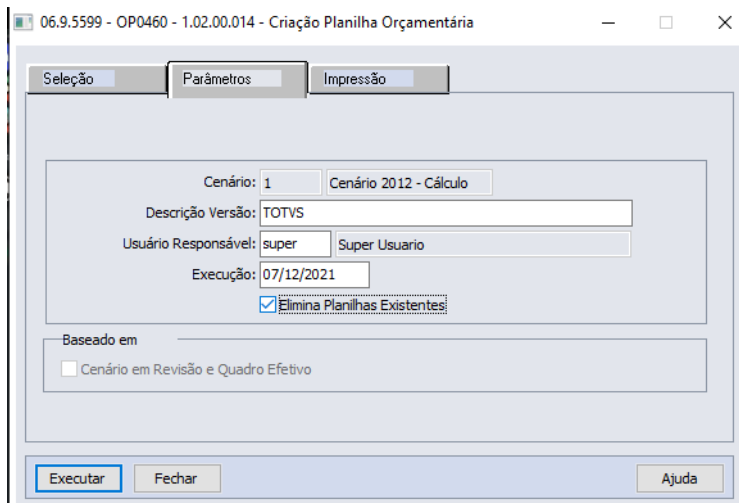 06.9.5599 - OP0460 - 1.02.00.014 - Criação Planilha Orçamentária
Seleção Parâmetros Impressão
Cenário: 1 Cenário 2012 - Cálculo
Descrição Versão: TOTVS
Usuário Responsável: super Super Usuario
Execução: 07/12/2021
Elimina Planilhas Existentes
Baseado em
Cenário em Revisão e Quadro Efetivo
Executar Fechar Ajuda